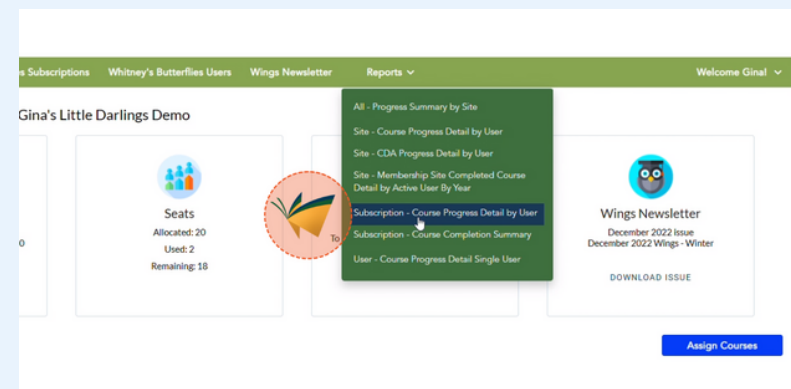 s Subscriptions Whitney's Butterflies Users Wings Newsletter Reports Welcome Gina!
Gina's Little Darlings Demo
All - Progress Summary by Site
Site - Course Progress Detail by User
Site - CDA Progress Detail by User
Site - Membership Site Completed Course
Detail by Active User By Year
Subscription - Course Progress Detail by User
Subscription - Course Completion Summary
User - Course Progress Detail Single User
Seats
Allocated: 20
Used: 2
Remaining: 18
0
To
Wings Newsletter
December 2022 Issue
December 2022 Wings - Winter
DOWNLOAD ISSUE
Assign Courses